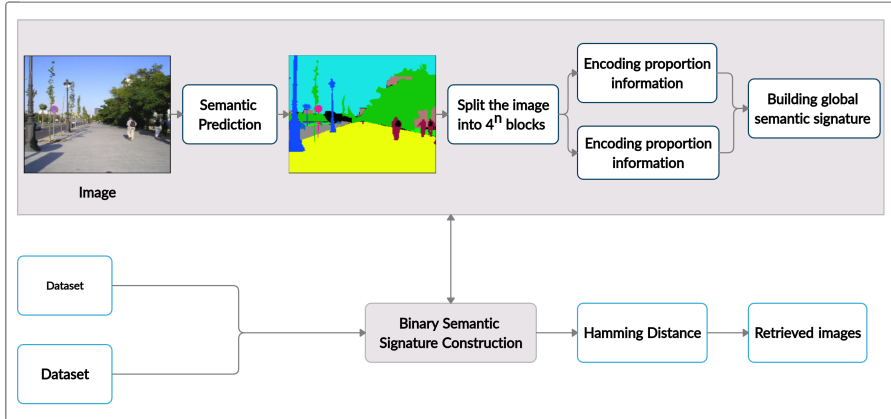 Image
Semantic
Prediction
Split the image
into 4^n blocks
Encoding proportion
information
Encoding proportion
information
Building global
semantic signature
Dataset
Dataset
Binary Semantic
Signature Construction
Hamming Distance
Retrieved images